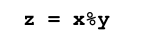 z = x%y